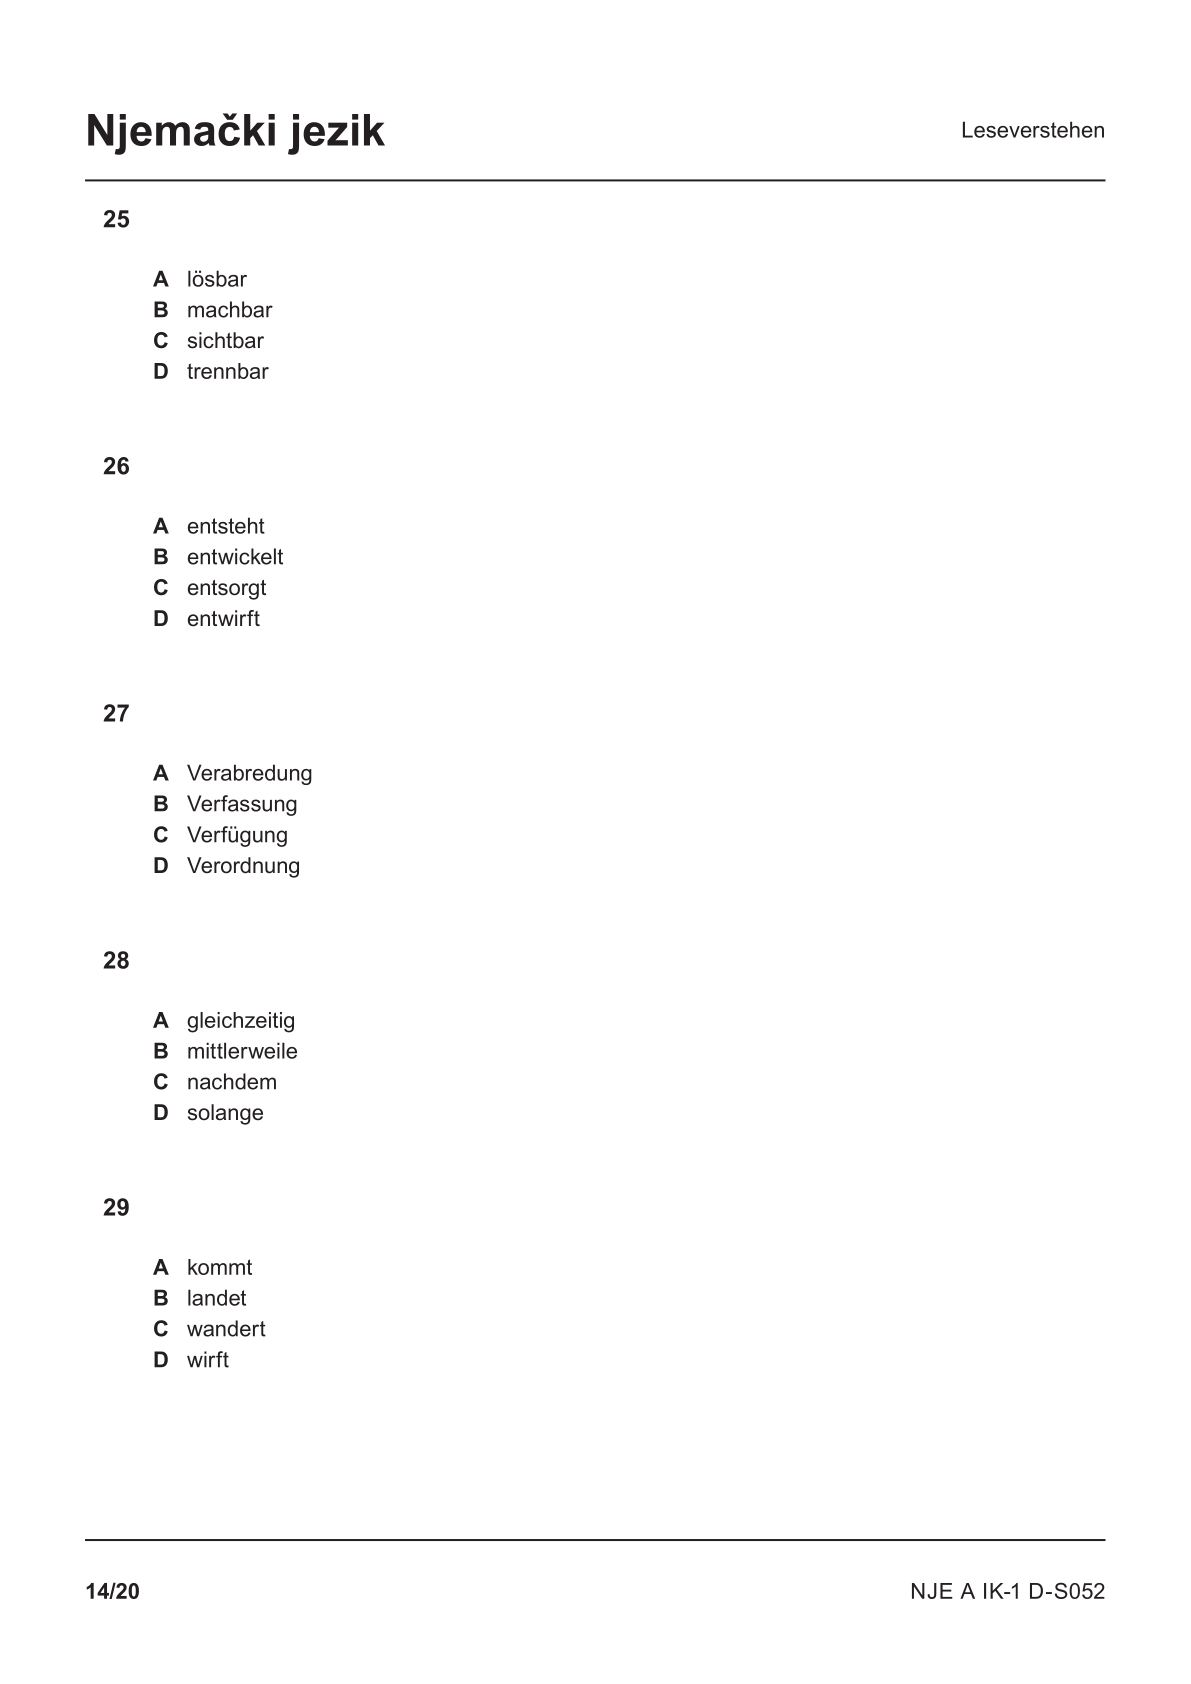 Njemački jezik
Leseverstehen
25
A lösbar
B machbar
C sichtbar
D trennbar
26
A entsteht
B entwickelt
C entsorgt
D entwirft
27
A Verabredung
B Verfassung
C Verfügung
D Verordnung
28
A gleichzeitig
B mittlerweile
C nachdem
D solange
29
A kommt
B landet
C wandert
D wirft
14/20
NJE A IK-1 D-S052